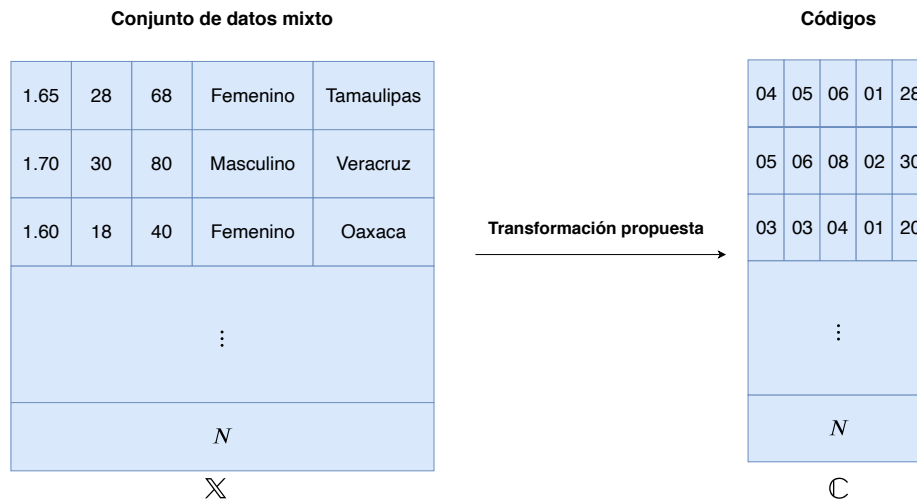 Conjunto de datos mixto Códigos
1.65 28 68 Femenino Tamaulipas 04 05 06 01 28
1.70 30 80 Masculino Veracruz 05 06 08 02 30
1.60 18 40 Femenino Oaxaca 03 03 04 01 20
Transformación propuesta
⋮ ⋮
N N
𝕏 ℂ